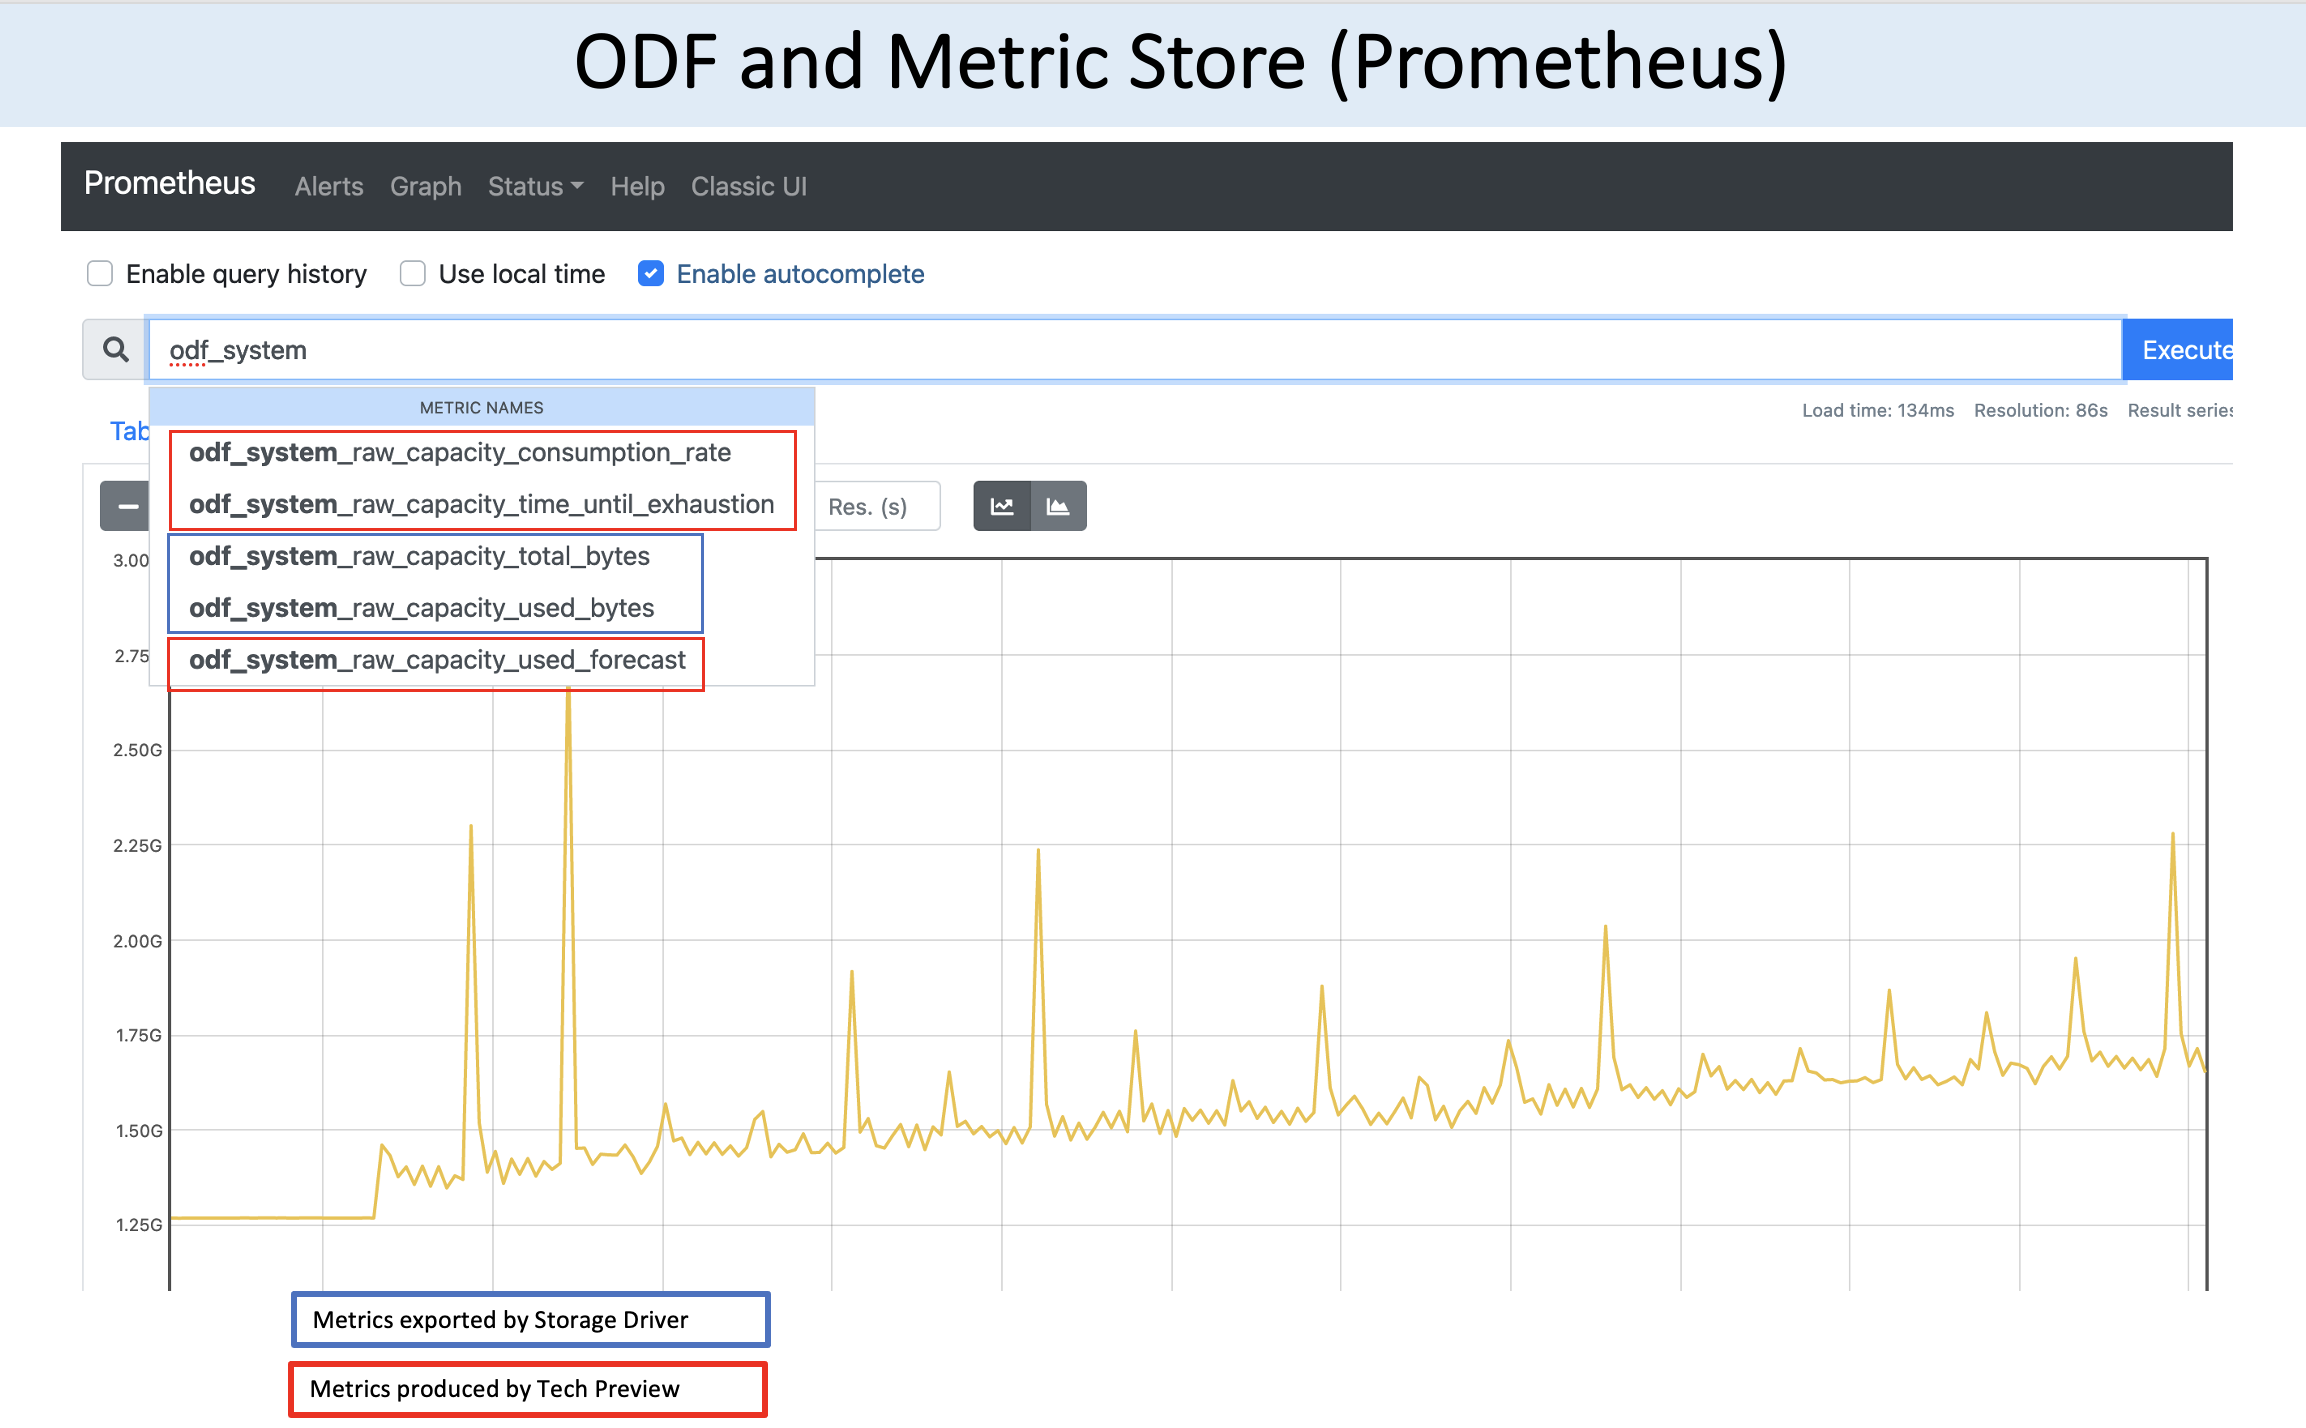 ODF and Metric Store (Prometheus)
Prometheus Alerts Graph Status Help Classic UI
Enable query history Use local time Enable autocomplete
odf_system Execute
METRIC NAMES
Load time: 134ms Resolution: 86s Result series
Tab
odf_system_raw_capacity_consumption_rate
odf_system_raw_capacity_time_until_exhaustion
Res. (s)
odf_system_raw_capacity_total_bytes
odf_system_raw_capacity_used_bytes
odf_system_raw_capacity_used_forecast
3.00
2.75
2.50G
2.25G
2.00G
1.75G
1.50G
1.25G
Metrics exported by Storage Driver
Metrics produced by Tech Preview